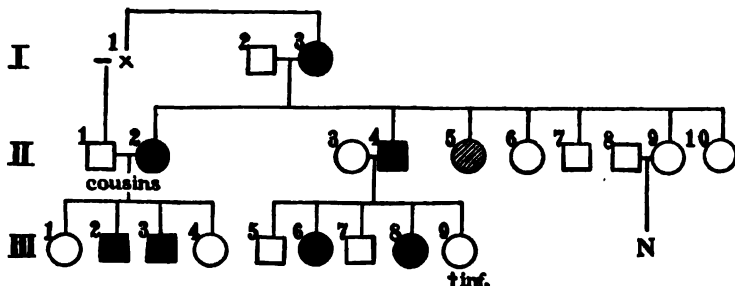 I 1 x 2 3
II 1 2 3 4 5 6 7 8 9 10
cousins
III 1 2 3 4 5 6 7 8 9 N
† inf.